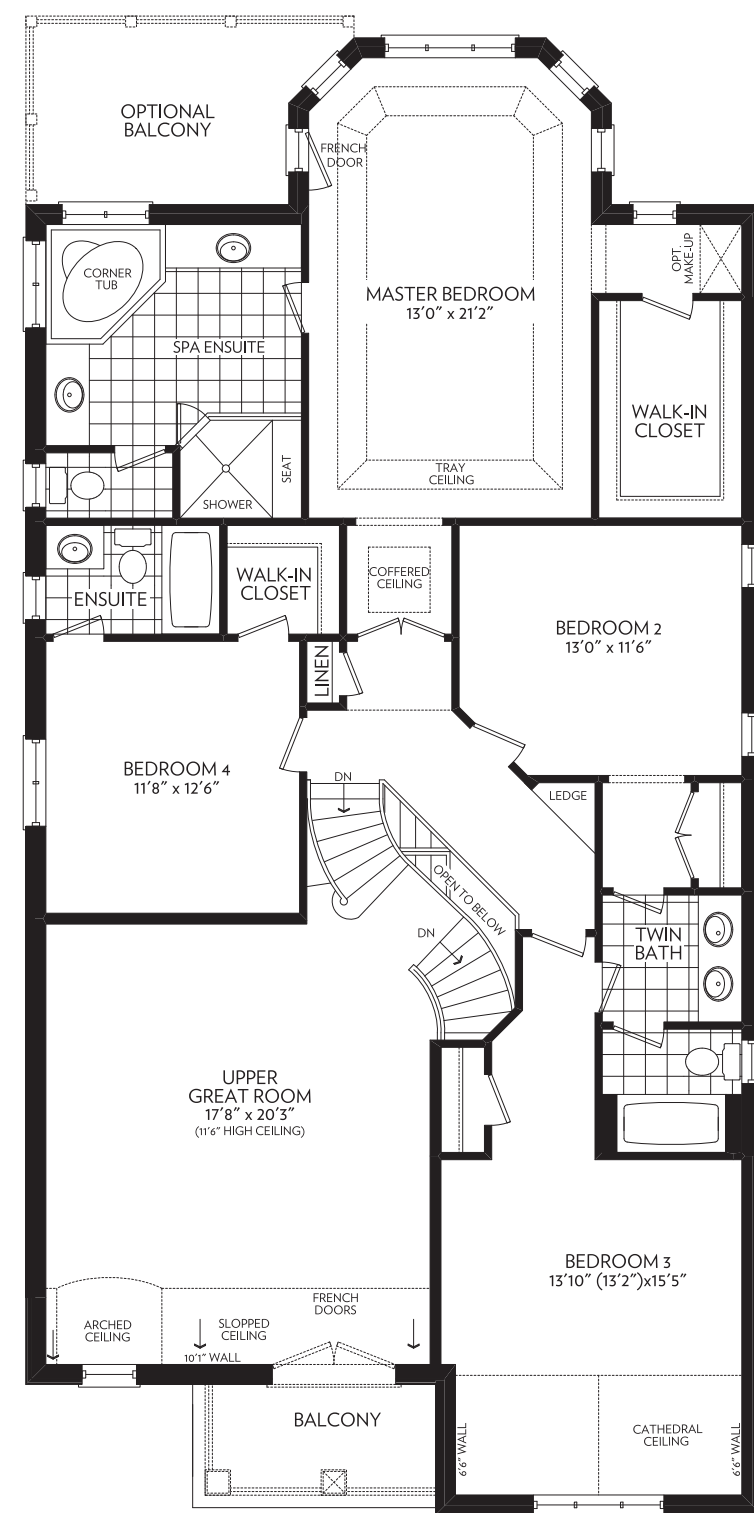 OPTIONAL
BALCONY
FRENCH
DOOR
CORNER
TUB
OPT.
MAKE-UP
MASTER BEDROOM
13'0" x 21'2"
SPA ENSUITE
WALK-IN
CLOSET
TRAY
CEILING
SEAT
SHOWER
ENSUITE
WALK-IN
CLOSET
COFFERED
CEILING
BEDROOM 2
13'0" x 11'6"
LINEN
BEDROOM 4
11'8" x 12'6"
DN
LEDGE
OPEN TO BELOW
DN
TWIN
BATH
UPPER
GREAT ROOM
17'8" x 20'3"
(11'6" HIGH CEILING)
BEDROOM 3
13'10" (13'2")x15'5"
FRENCH
DOORS
ARCHED
CEILING
SLOPPED
CEILING
10'1" WALL
BALCONY
6'6" WALL
CATHEDRAL
CEILING
6'6" WALL